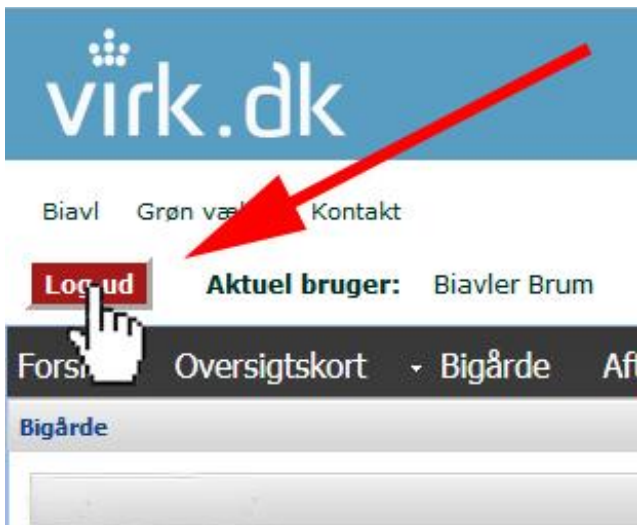 virk.dk
Biavl Grøn Kontakt
Log ud Aktuel bruger: Biavler Brum
Oversigtskort Bigårde
Bigårde